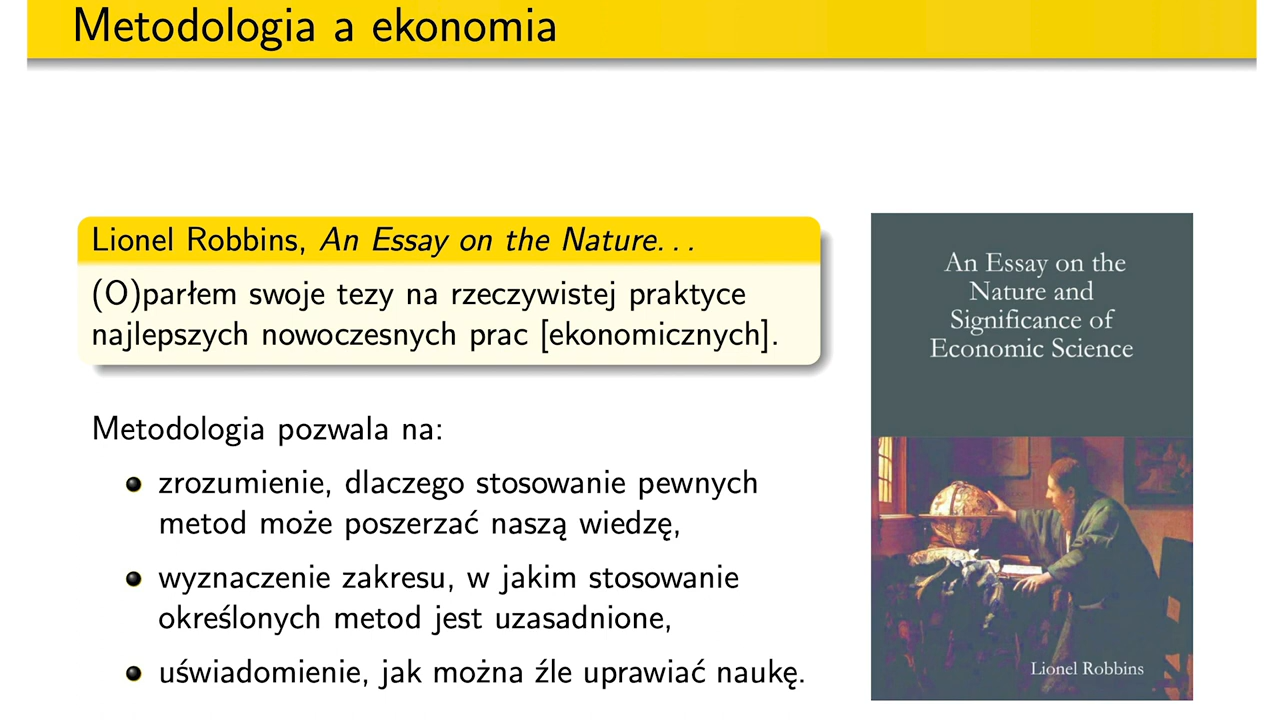 Metodologia a ekonomia
Lionel Robbins, An Essay on the Nature...
(O)parłem swoje tezy na rzeczywistej praktyce
najlepszych nowoczesnych prac [ekonomicznych].
Metodologia pozwala na:
zrozumienie, dlaczego stosowanie pewnych
metod może poszerzać naszą wiedzę,
wyznaczenie zakresu, w jakim stosowanie
określonych metod jest uzasadnione,
uświadomienie, jak można źle uprawiać naukę.
An Essay on the
Nature and
Significance of
Economic Science
Lionel Robbins